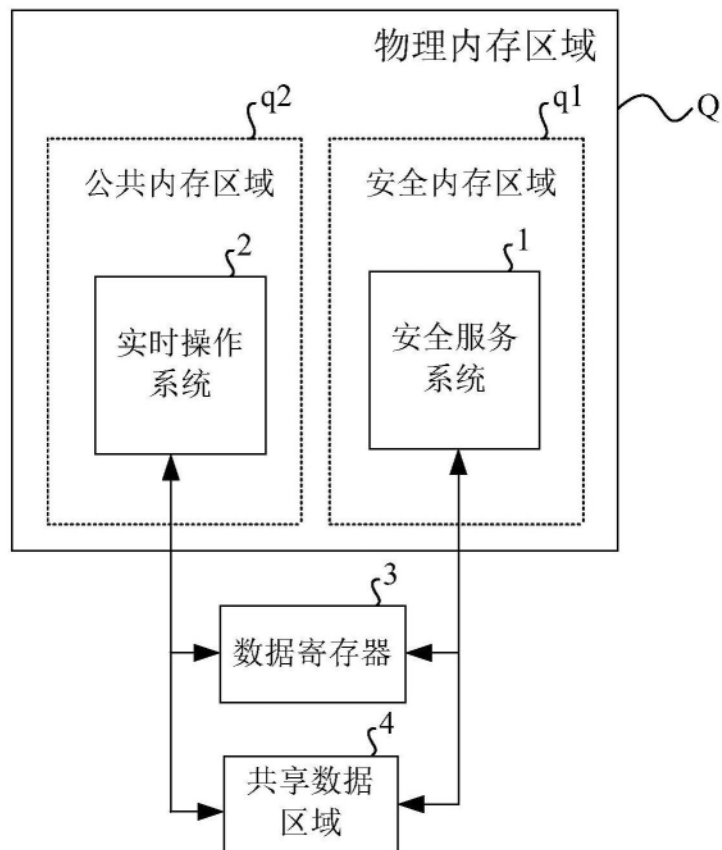 物理内存区域
Q
q2
q1
公共内存区域
安全内存区域
2
1
实时操作
系统
安全服务
系统
3
数据寄存器
4
共享数据
区域